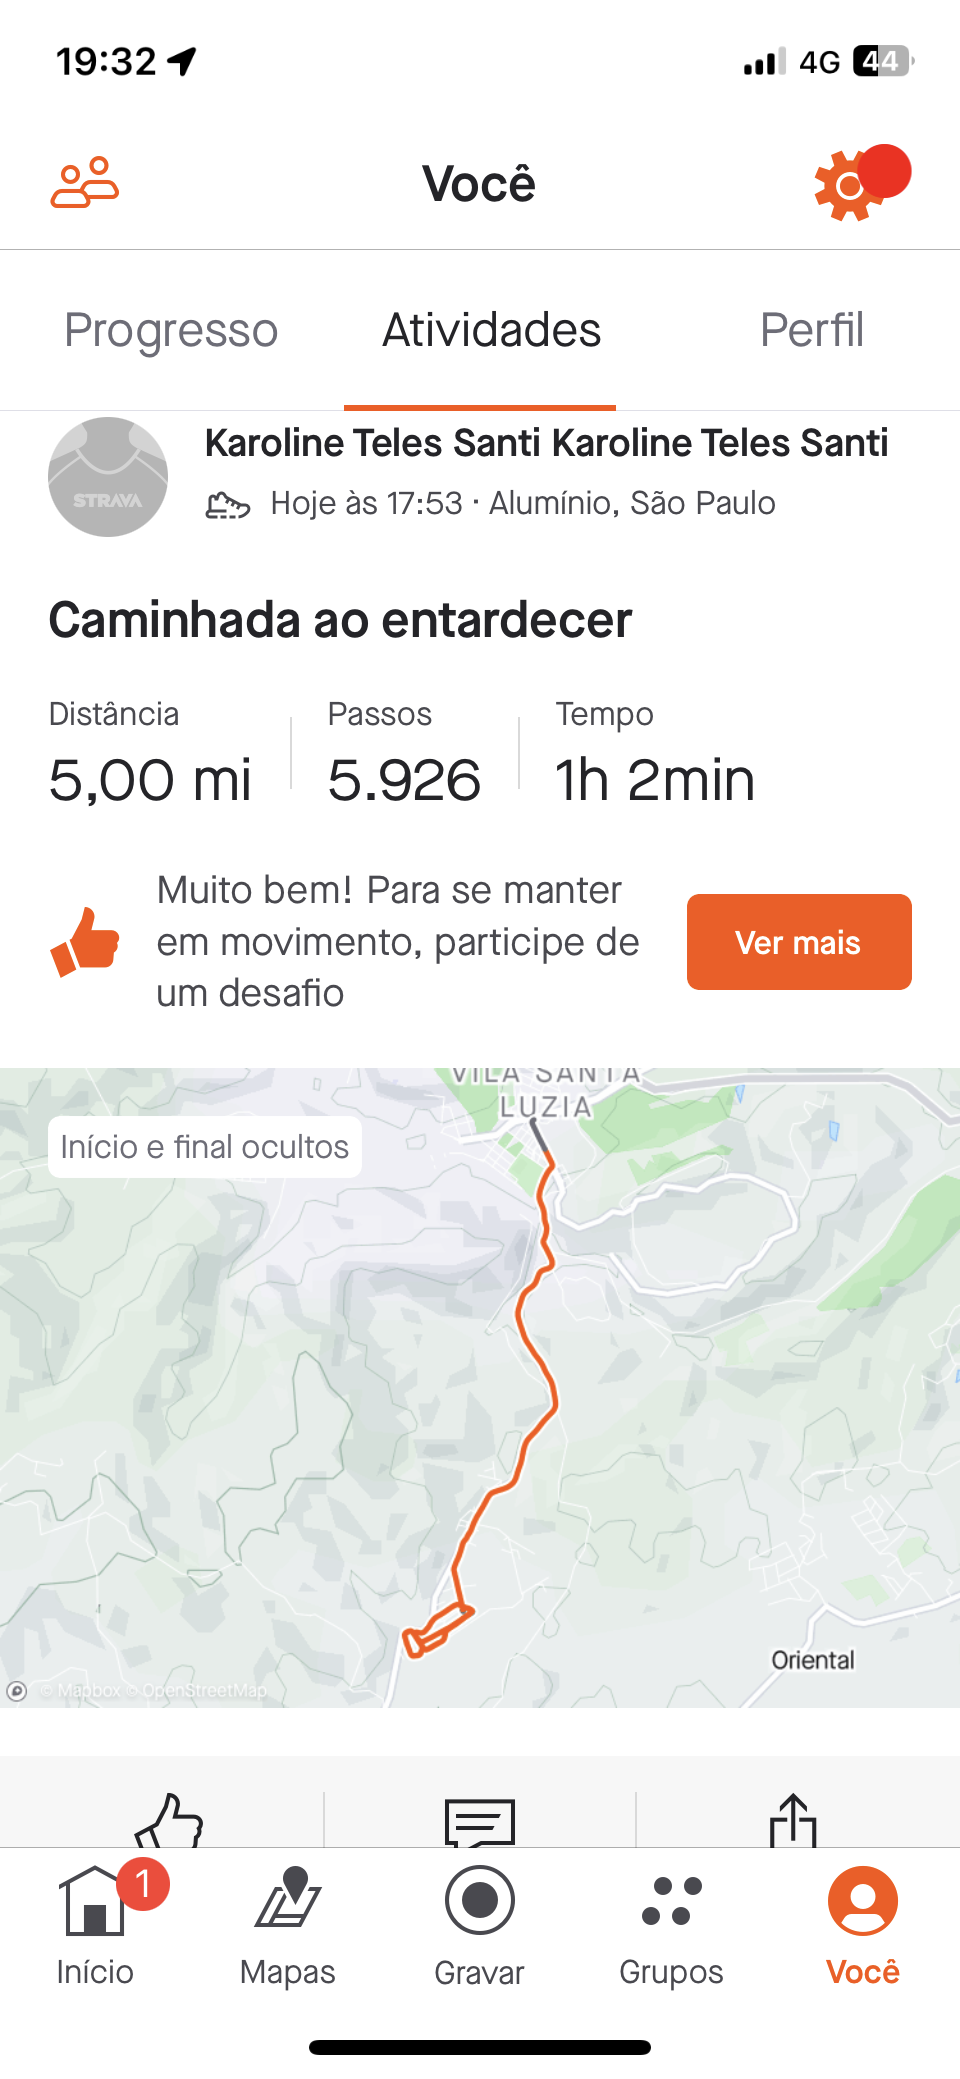 19:32
4G 44
Você
Progresso Atividades Perfil
STRAVA
Karoline Teles Santi Karoline Teles Santi
Hoje às 17:53 · Alumínio, São Paulo
Caminhada ao entardecer
Distância Passos Tempo
5,00 mi 5.926 1h 2min
Muito bem! Para se manter
em movimento, participe de
um desafio
Ver mais
VILA SANTA
LUZIA
Início e final ocultos
Oriental
© Mapbox © OpenStreetMap
1
Início Mapas Gravar Grupos Você